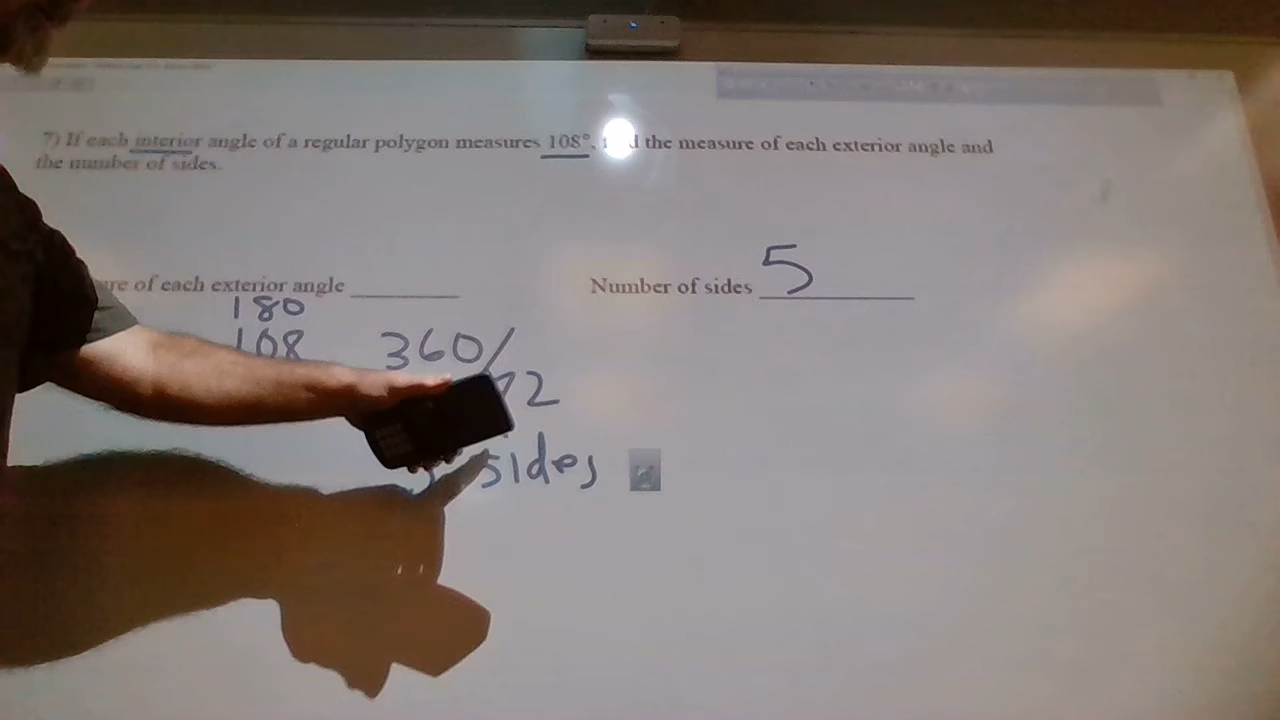 7) If each interior angle of a regular polygon measures 108°, the measure of each exterior angle and
the number of sides.
of each exterior angle ________ Number of sides 5
180
108
360/
72
sides